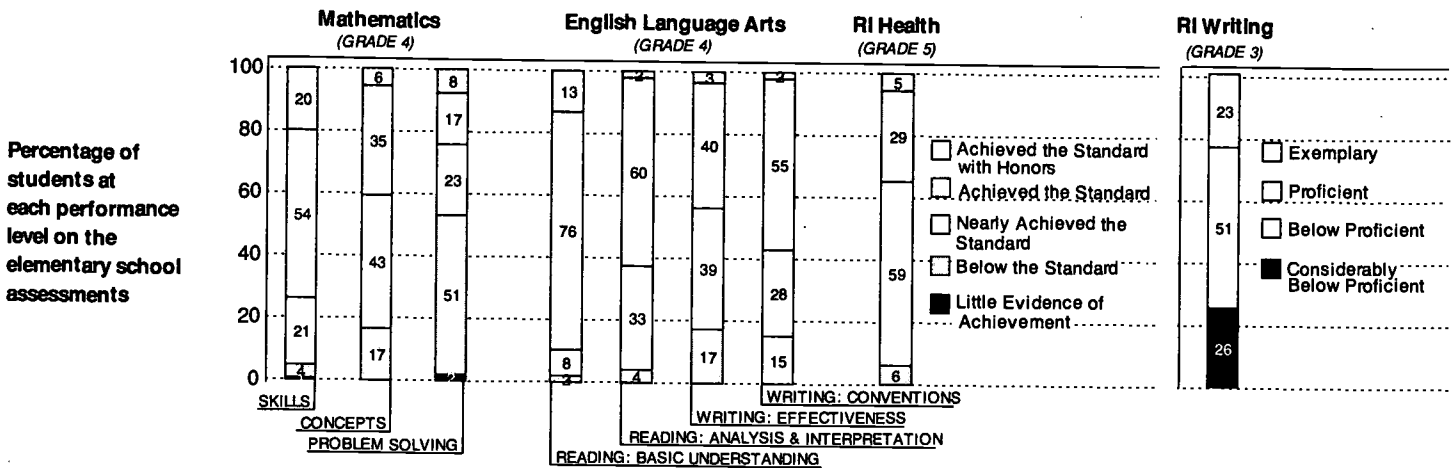 Mathematics
(GRADE 4)
English Language Arts
(GRADE 4)
RI Health
(GRADE 5)
RI Writing
(GRADE 3)
Percentage of
students at
each performance
level on the
elementary school
assessments
100
80
60
40
20
0
20
54
21
4
6
35
43
17
8
17
23
51
2
13
76
8
2
2
60
33
4
3
40
39
17
2
55
28
15
5
29
59
6
Achieved the Standard
with Honors
Achieved the Standard
Nearly Achieved the
Standard
Below the Standard
Little Evidence of
Achievement
23
51
26
Exemplary
Proficient
Below Proficient
Considerably
Below Proficient
SKILLS
CONCEPTS
PROBLEM SOLVING
WRITING: CONVENTIONS
WRITING: EFFECTIVENESS
READING: ANALYSIS & INTERPRETATION
READING: BASIC UNDERSTANDING